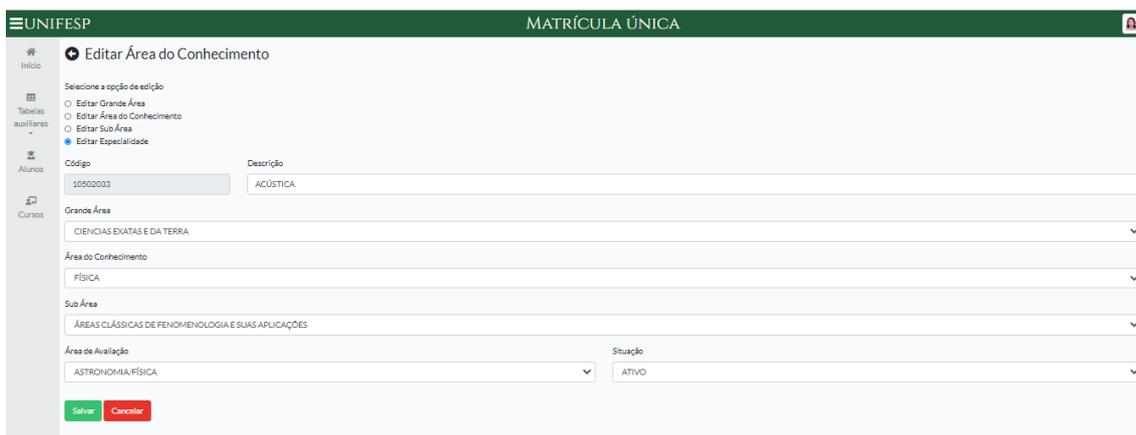 UNIFESP
MATRÍCULA ÚNICA
Início
Tabelas
auxiliares
Alunos
Cursos
Editar Área do Conhecimento
Selecione a opção de edição
Editar Grande Área
Editar Área do Conhecimento
Editar Sub Área
Editar Especialidade
Código
Descrição
10502033
ACÚSTICA
Grande Área
CIENCIAS EXATAS E DA TERRA
Área do Conhecimento
FÍSICA
Sub Área
ÁREAS CLÁSSICAS DE FENOMENOLOGIA E SUAS APLICAÇÕES
Área de Avaliação
Situação
ASTRONOMIA/FÍSICA
ATIVO
Salvar
Cancelar